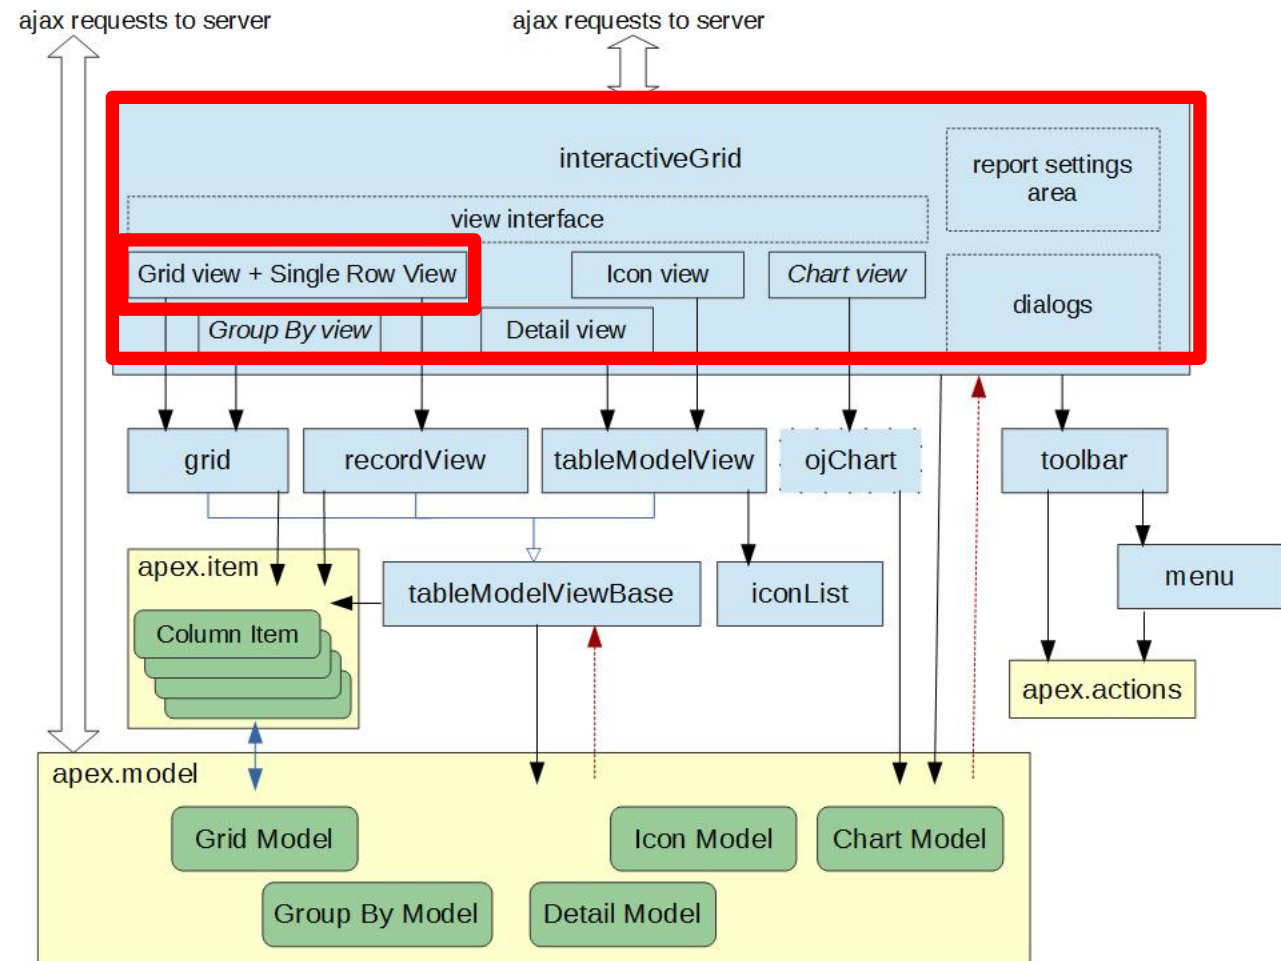 ajax requests to server
ajax requests to server
interactiveGrid
report settings
area
view interface
Grid view + Single Row View
Icon view
Chart view
dialogs
Group By view
Detail view
grid
recordView
tableModelView
ojChart
toolbar
apex.item
tableModelViewBase
iconList
menu
Column Item
apex.actions
apex.model
Grid Model
Icon Model
Chart Model
Group By Model
Detail Model